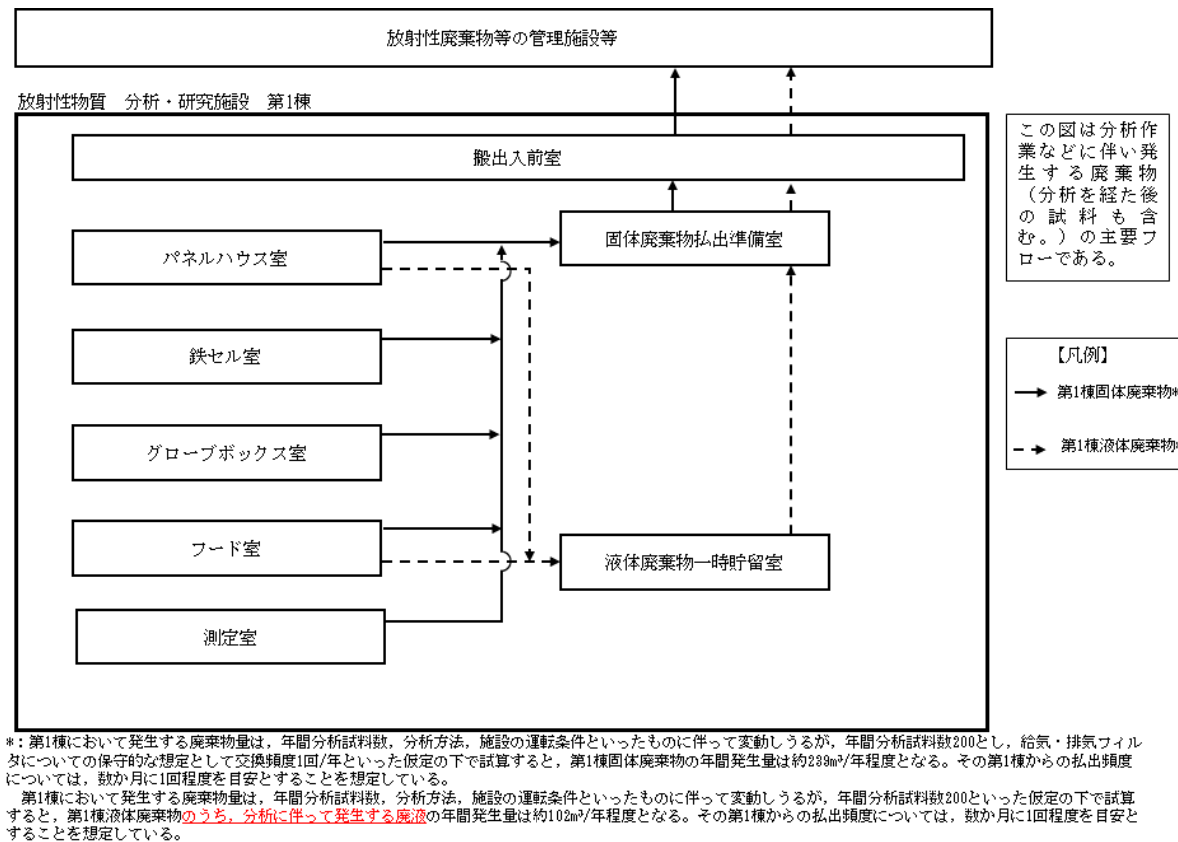 放射性廃棄物等の管理施設等
放射性物質　分析・研究施設　第1棟
搬出入前室
この図は分析作
業などに伴い発
生する廃棄物
（分析を経た後
の試料も含
む。）の主要フ
ローである。
パネルハウス室
固体廃棄物払出準備室
鉄セル室
【凡例】
第1棟固体廃棄物*
第1棟液体廃棄物
グローブボックス室
フード室
液体廃棄物一時貯留室
測定室
*：第1棟において発生する廃棄物量は，年間分析試料数，分析方法，施設の運転条件といったものに伴って変動しうるが，年間分析試料数200とし，給気・排気フィル
タについての保守的な想定として交換頻度1回/年といった仮定の下で試算すると，第1棟固体廃棄物の年間発生量は約239m³/年程度となる。その第1棟からの払出頻度
については，数か月に1回程度を目安とすることを想定している。
第1棟において発生する廃棄物量は，年間分析試料数，分析方法，施設の運転条件といったものに伴って変動しうるが，年間分析試料数200といった仮定の下で試算
すると，第1棟液体廃棄物のうち，分析に伴って発生する廃液の年間発生量は約102m³/年程度となる。その第1棟からの払出頻度については，数か月に1回程度を目安と
することを想定している。